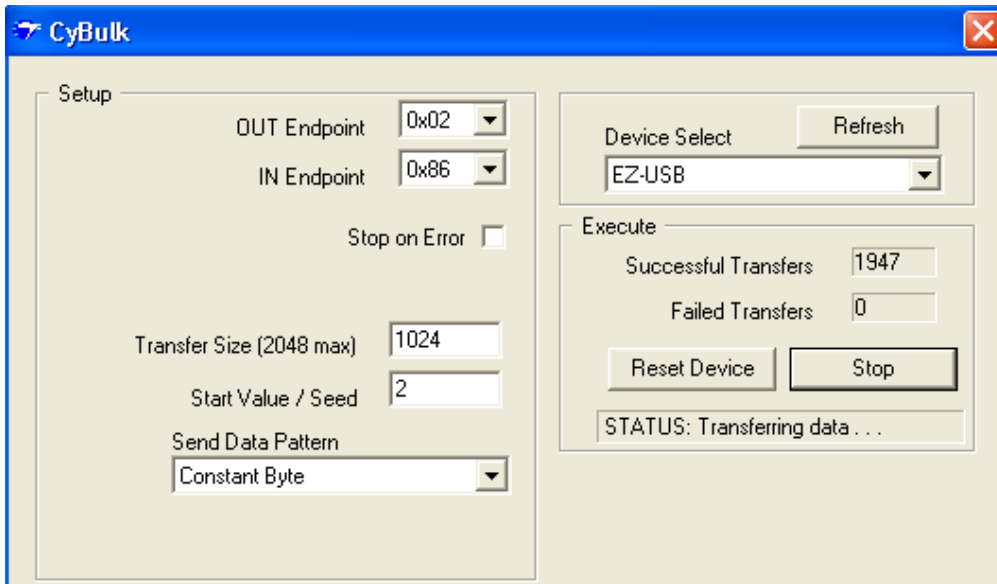 CyBulk
Setup
OUT Endpoint 0x02
IN Endpoint 0x86
Stop on Error
Transfer Size (2048 max) 1024
Start Value / Seed 2
Send Data Pattern
Constant Byte
Device Select Refresh
EZ-USB
Execute
Successful Transfers 1947
Failed Transfers 0
Reset Device Stop
STATUS: Transferring data . . .